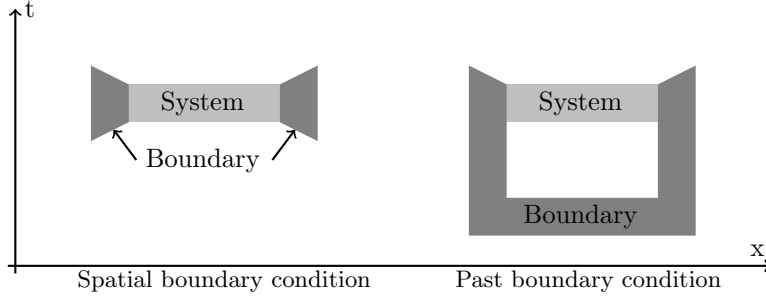 t
System
System
Boundary
Boundary
x
Spatial boundary condition
Past boundary condition